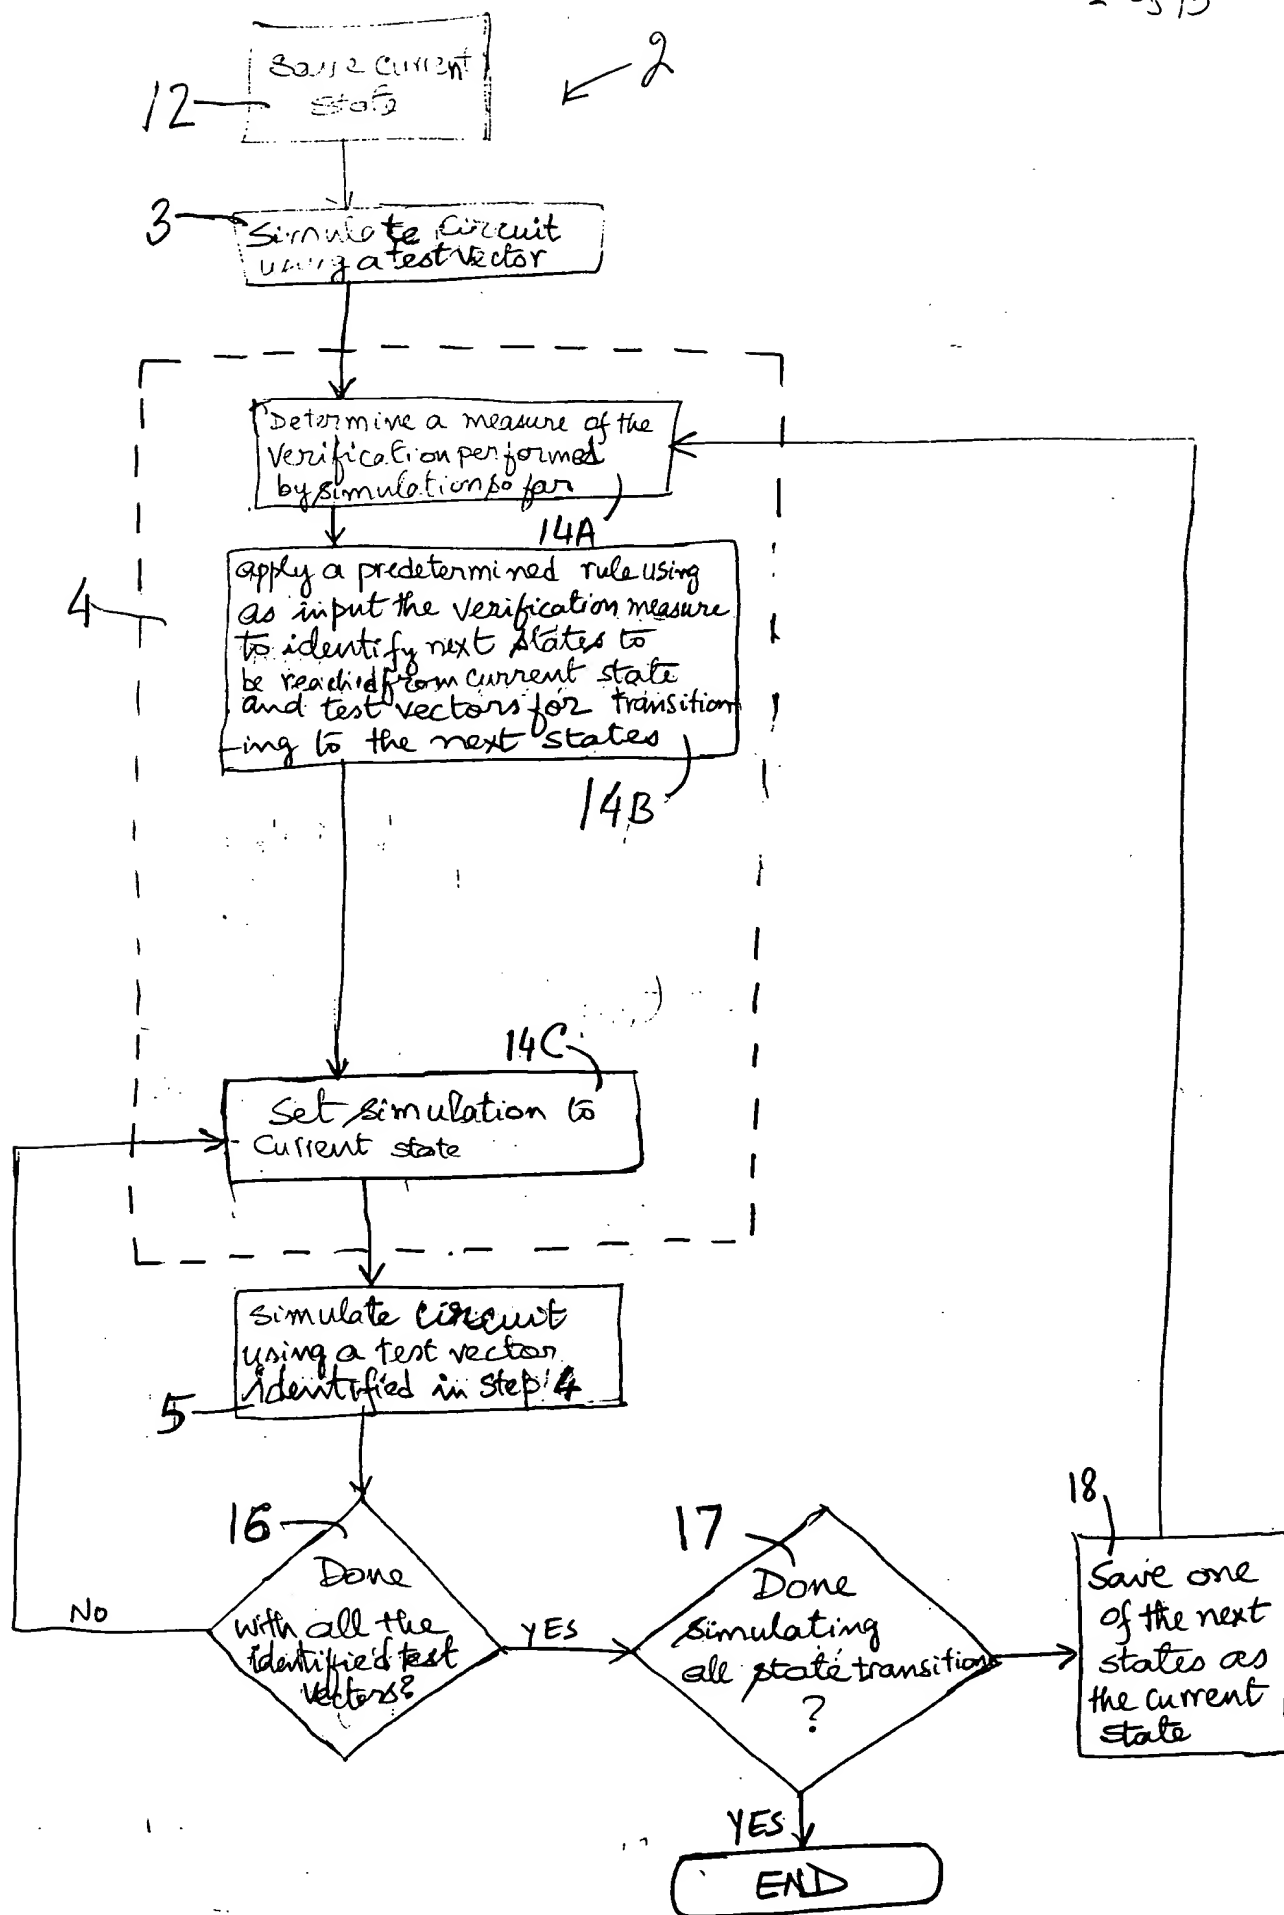 2
Save current
state
12
3
Simulate circuit
using a test vector
Determine a measure of the
verification performed
by simulation so far
14A
4
apply a predetermined rule using
as input the verification measure
to identify next states to
be reached from current state
and test vectors for transition
-ing to the next states
14B
14C
Set simulation to
current state
simulate circuit
using a test vector
identified in step 4
5
16
Done
with all the
identified test
vectors?
No
YES
17
Done
simulating
all state transitions
?
YES
END
18
Save one
of the next
states as
the current
state